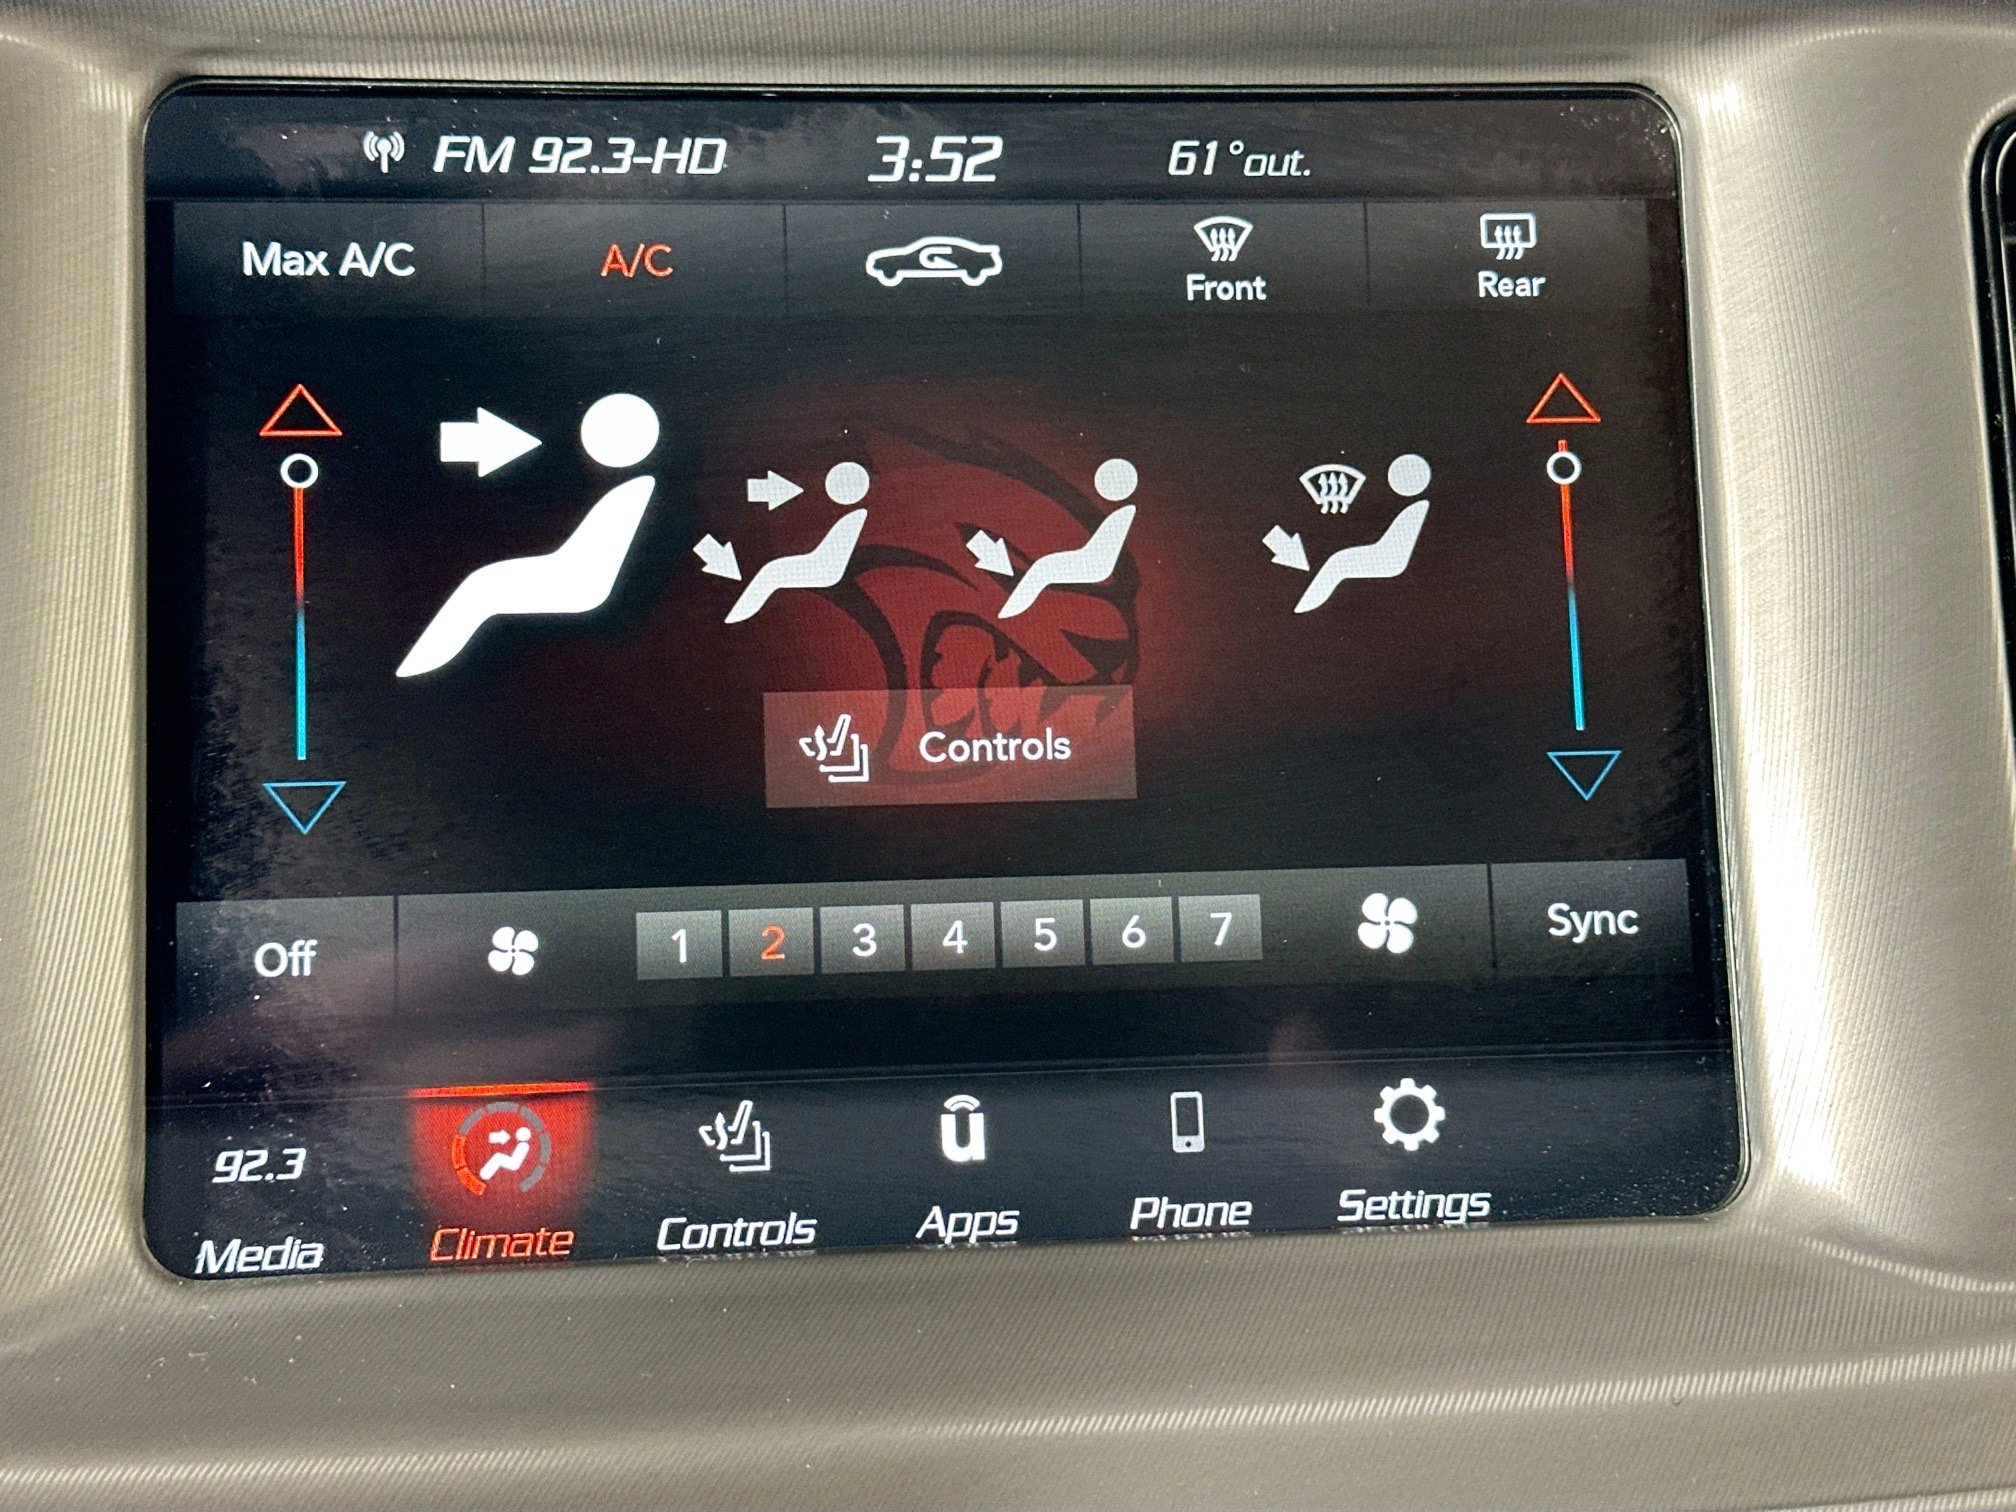 FM 92.3-HD 3:52 61°out.
Max A/C A/C Front Rear
Controls
Off 1 2 3 4 5 6 7 Sync
92.3 u
Media Climate Controls Apps Phone Settings